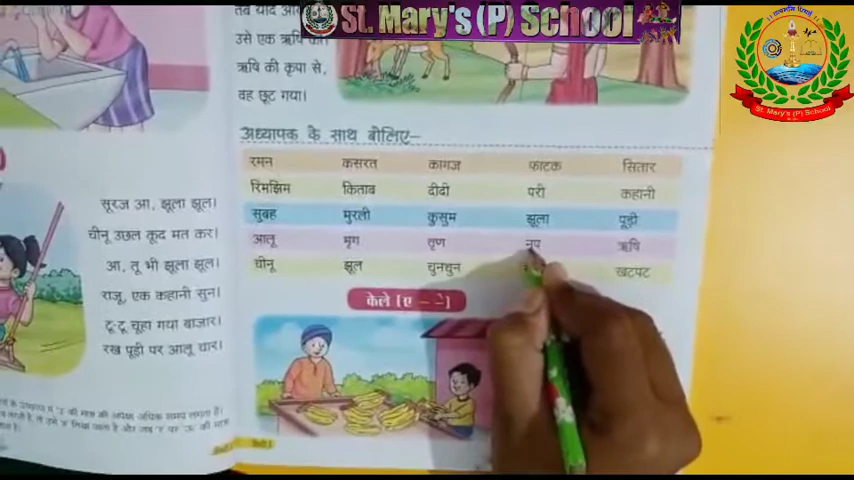 St. Mary's (P) School
St. Mary's (P) School
उसे एक ऋषि
ऋषि की कृपा से,
वह छूट गया।
अध्यापक के साथ बोलिए–
रमन कसरत कागज फाटक सितार
रिमझिम किताब दीदी परी कहानी
सुबह मुरली कुसुम झूला पूड़ी
आलू मृग तृण नृप ऋषि
चीनू झूल चुनचुन खटपट
केले [ए – े]
सूरज आ, झूला झूल।
चीनू उछल कूद मत कर।
आ, तू भी झूला झूल।
राजू, एक कहानी सुन।
टू-टू चूहा गया बाजार।
रख पूड़ी पर आलू चार।